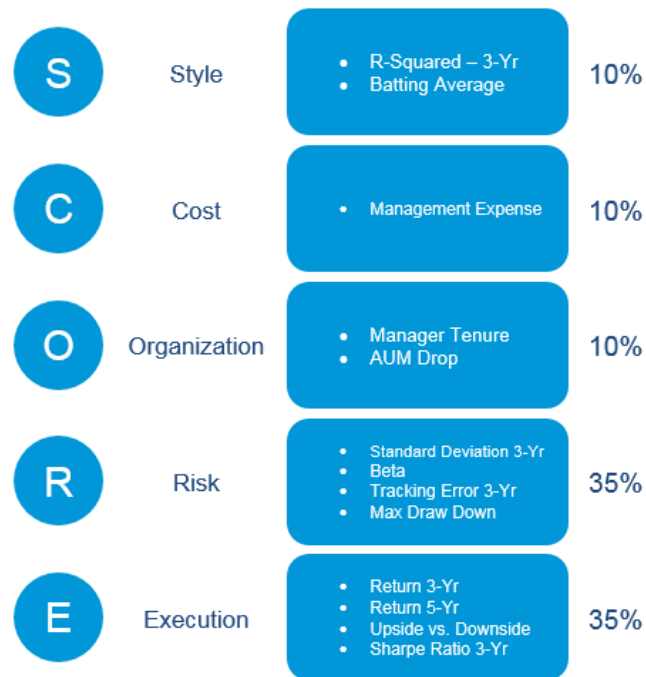 S
Style
• R-Squared – 3-Yr
• Batting Average
10%
C
Cost
• Management Expense
10%
O
Organization
• Manager Tenure
• AUM Drop
10%
R
Risk
• Standard Deviation 3-Yr
• Beta
• Tracking Error 3-Yr
• Max Draw Down
35%
E
Execution
• Return 3-Yr
• Return 5-Yr
• Upside vs. Downside
• Sharpe Ratio 3-Yr
35%